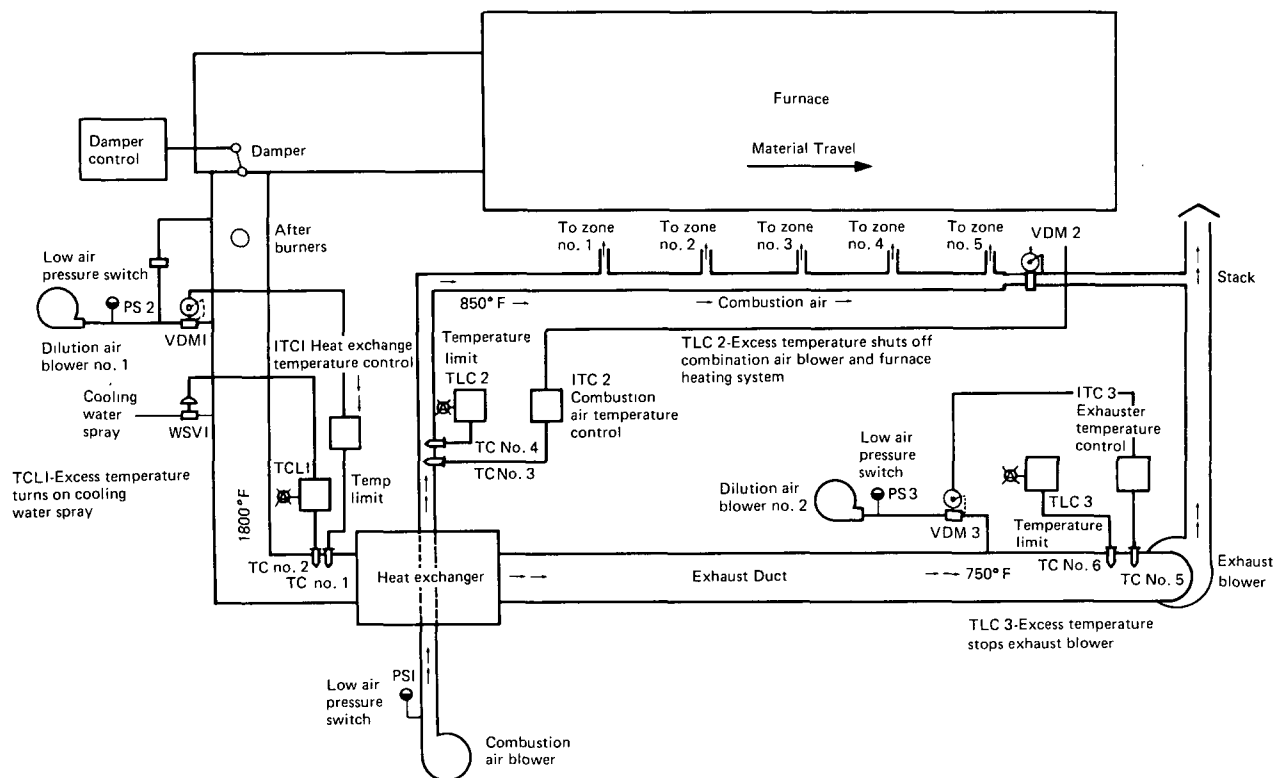 Furnace
Damper
control
Damper
Material Travel
After
burners
To zone
no. 1
To zone
no. 2
To zone
no. 3
To zone
no. 4
To zone
no. 5
VDM 2
Low air
pressure switch
PS 2
Stack
850° F
Combustion air
VDMI
Dilution air
blower no. 1
ITCI Heat exchange
temperature control
Temperature
limit
TLC 2
TLC 2-Excess temperature shuts off
combination air blower and furnace
heating system
ITC 2
Combustion
air temperature
control
ITC 3
Exhauster
temperature
control
Cooling
water
spray
WSVI
Low air
pressure
switch
TC No. 4
TC No. 3
TCLI-Excess temperature
turns on cooling
water spray
TCLI
Temp
limit
PS 3
TLC 3
Dilution air
blower no. 2
1800°F
VDM 3
Temperature
limit
TC no. 2
TC no. 1
TC No. 6
TC No. 5
Heat exchanger
Exhaust Duct
750° F
Exhaust
blower
TLC 3-Excess temperature
stops exhaust blower
PSI
Low air
pressure
switch
Combustion
air blower